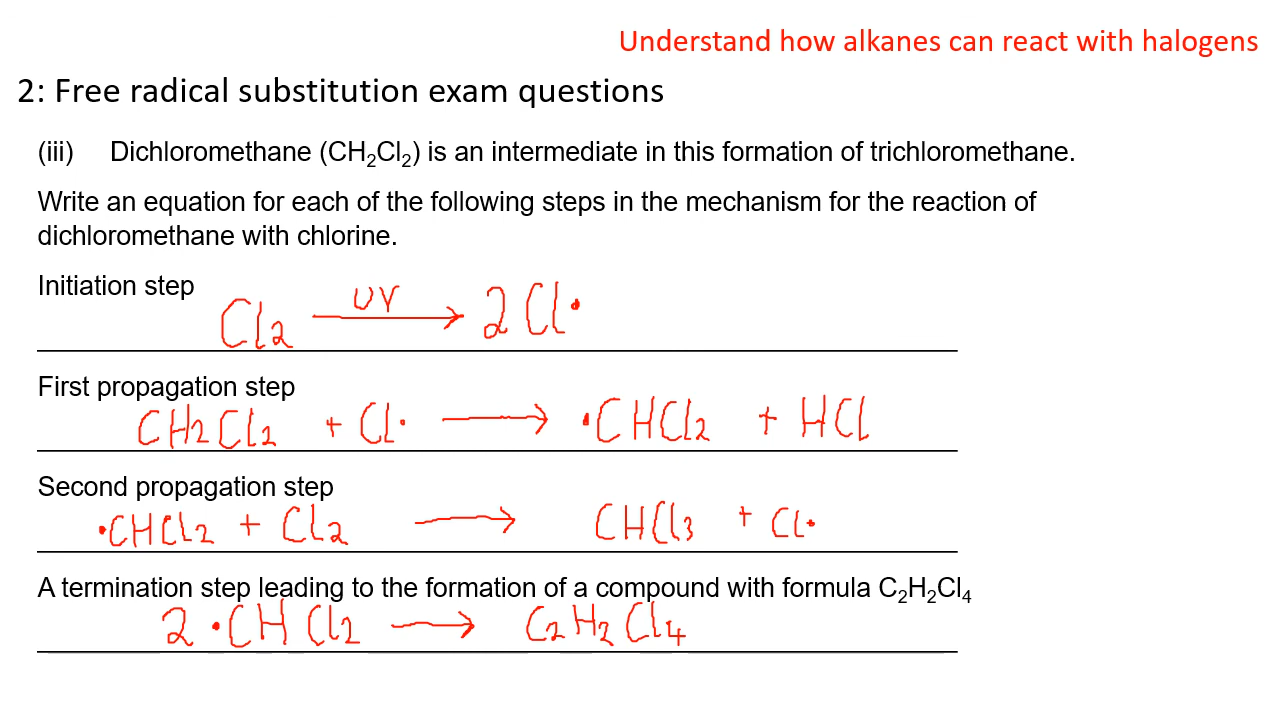 Understand how alkanes can react with halogens
2: Free radical substitution exam questions
(iii) Dichloromethane (CH₂Cl₂) is an intermediate in this formation of trichloromethane.
Write an equation for each of the following steps in the mechanism for the reaction of
dichloromethane with chlorine.
Initiation step
UV
Cl₂ → 2Cl•
First propagation step
CH₂Cl₂ + Cl• → •CHCl₂ + HCl
Second propagation step
•CHCl₂ + Cl₂ → CHCl₃ + Cl•
A termination step leading to the formation of a compound with formula C₂H₂Cl₄
2 •CHCl₂ → C₂H₂Cl₄